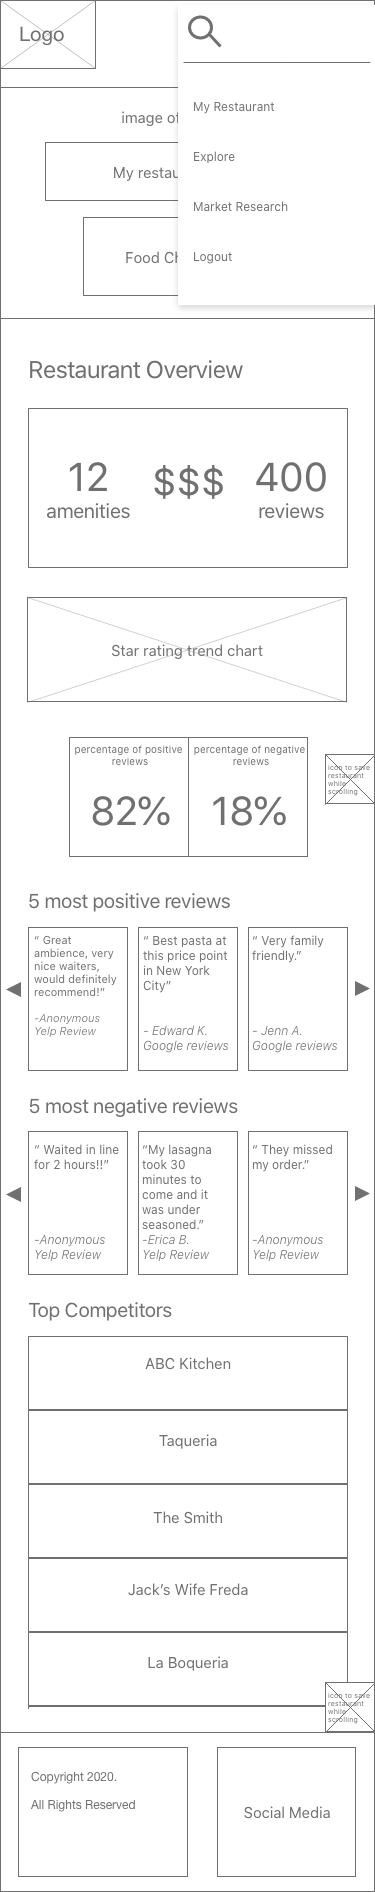 Logo
My Restaurant
Explore
Market Research
Logout
image of
My restau
Food Ch
Restaurant Overview
12
amenities
$$$
400
reviews
Star rating trend chart
percentage of positive
reviews
82%
percentage of negative
reviews
18%
icon to save
restaurant
while
scrolling
5 most positive reviews
“ Great
ambience, very
nice waiters,
would definitely
recommend!”
-Anonymous
Yelp Review
“ Best pasta at
this price point
in New York
City”
- Edward K.
Google reviews
“ Very family
friendly.”
- Jenn A.
Google reviews
5 most negative reviews
“ Waited in line
for 2 hours!!”
-Anonymous
Yelp Review
“My lasagna
took 30
minutes to
come and it
was under
seasoned.”
-Erica B.
Yelp Review
“ They missed
my order.”
-Anonymous
Yelp Review
Top Competitors
ABC Kitchen
Taqueria
The Smith
Jack’s Wife Freda
La Boqueria
icon to save
restaurant
while
scrolling
Copyright 2020.
All Rights Reserved
Social Media